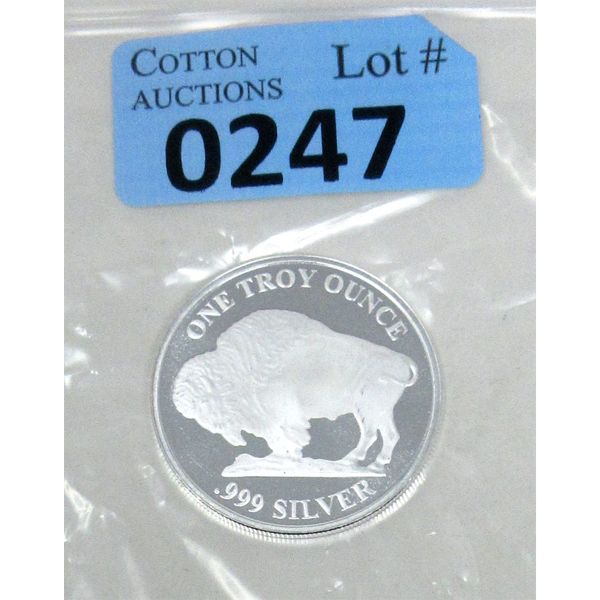 COTTON
AUCTIONS
Lot #
0247
ONE TROY OUNCE
.999 SILVER